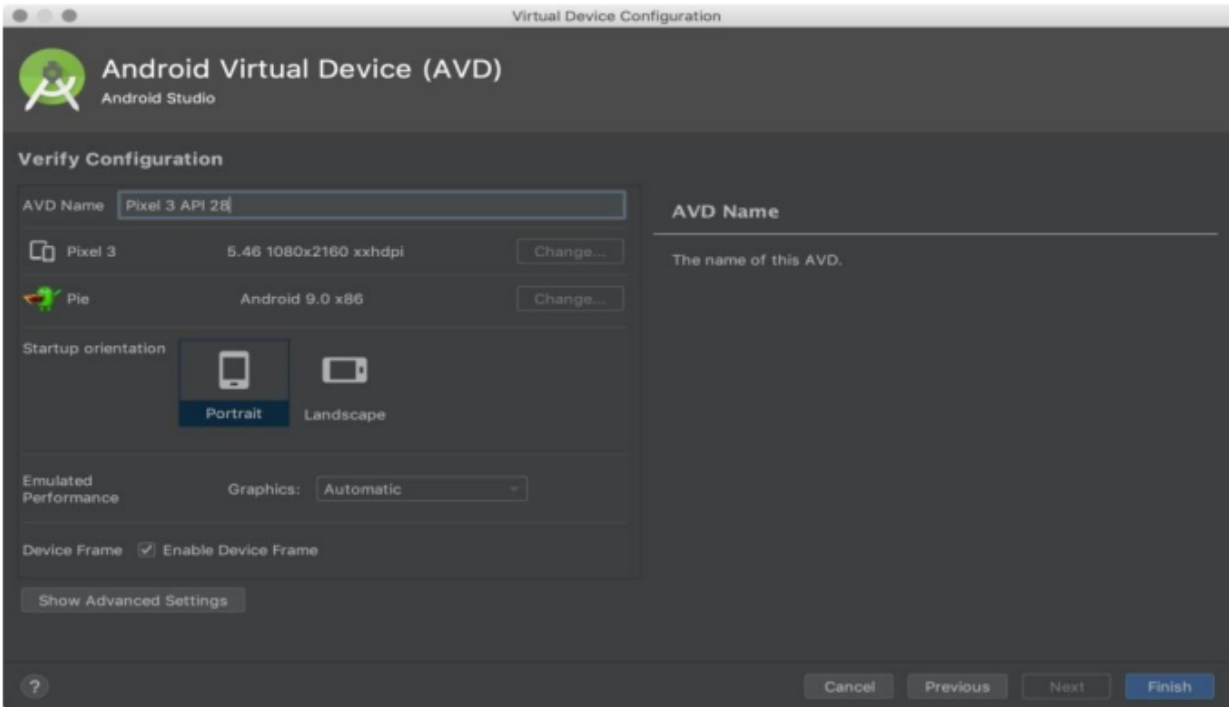 Virtual Device Configuration
Android Virtual Device (AVD)
Android Studio
Verify Configuration
AVD Name Pixel 3 API 28
Pixel 3 5.46 1080x2160 xxhdpi Change...
Pie Android 9.0 x86 Change...
Startup orientation
Portrait Landscape
Emulated
Performance
Graphics: Automatic
Device Frame Enable Device Frame
Show Advanced Settings
AVD Name
The name of this AVD.
? Cancel Previous Next Finish